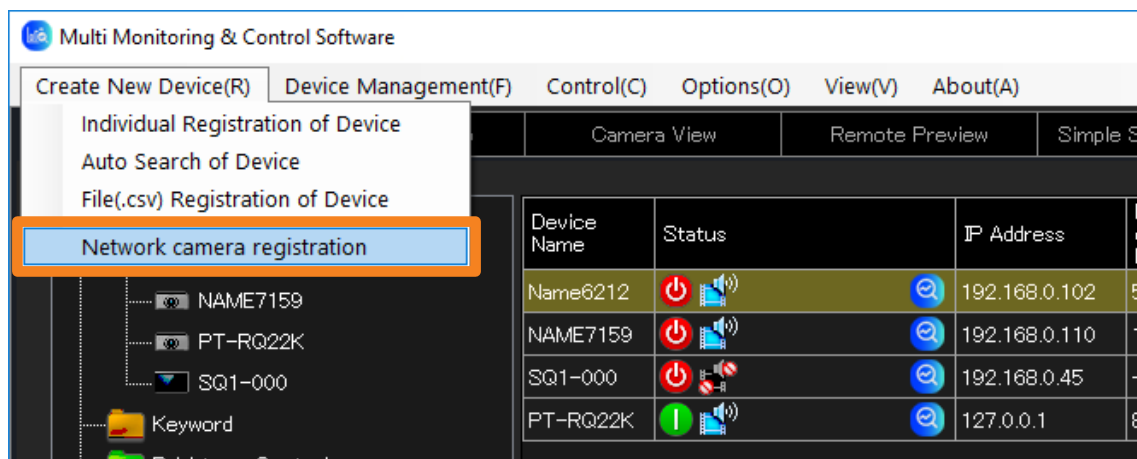 Multi Monitoring & Control Software
Create New Device(R) Device Management(F) Control(C) Options(O) View(V) About(A)
Individual Registration of Device
Auto Search of Device
File(.csv) Registration of Device
Network camera registration
Camera View Remote Preview Simple
Device Name Status IP Address
Name6212 192.168.0.102
NAME7159 192.168.0.110
SQ1-000 192.168.0.45
PT-RQ22K 127.0.0.1
NAME7159
PT-RQ22K
SQ1-000
Keyword